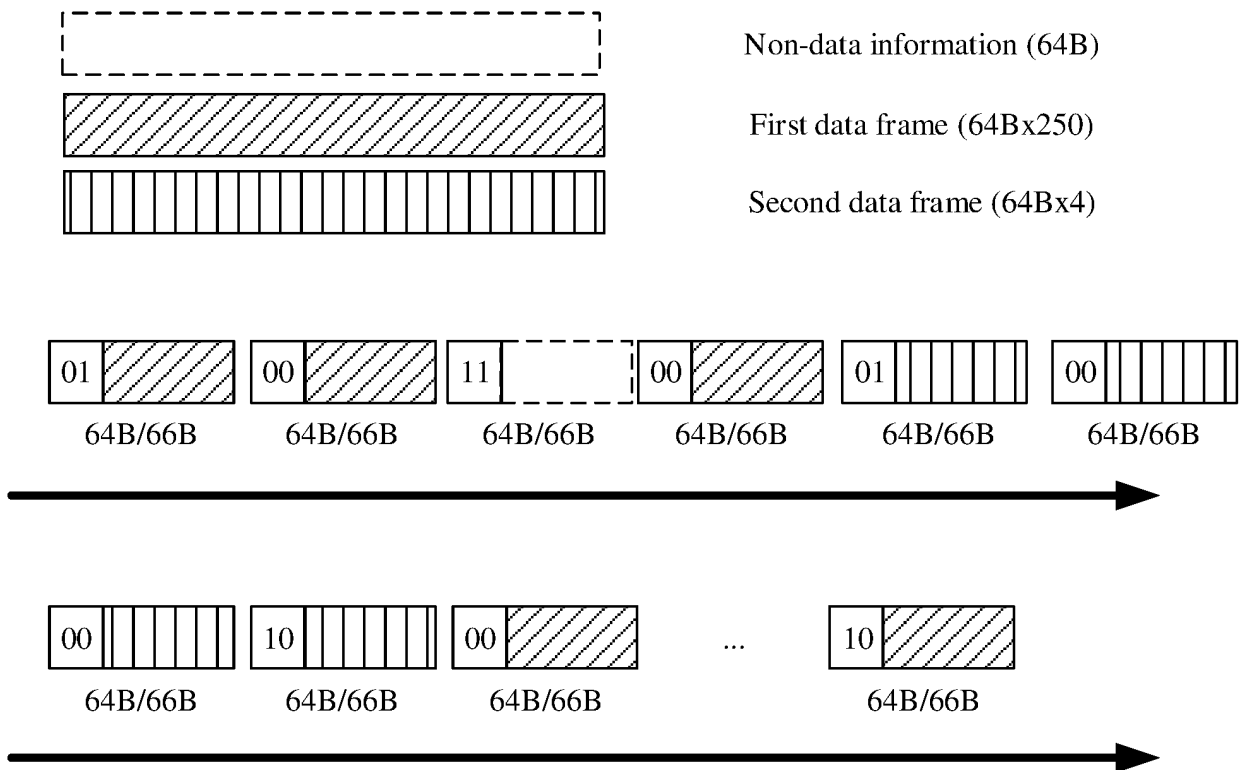 Non-data information (64B)
First data frame (64Bx250)
Second data frame (64Bx4)
01 00 11 00 01 00
64B/66B 64B/66B 64B/66B 64B/66B 64B/66B 64B/66B
00 10 00 ... 10
64B/66B 64B/66B 64B/66B 64B/66B